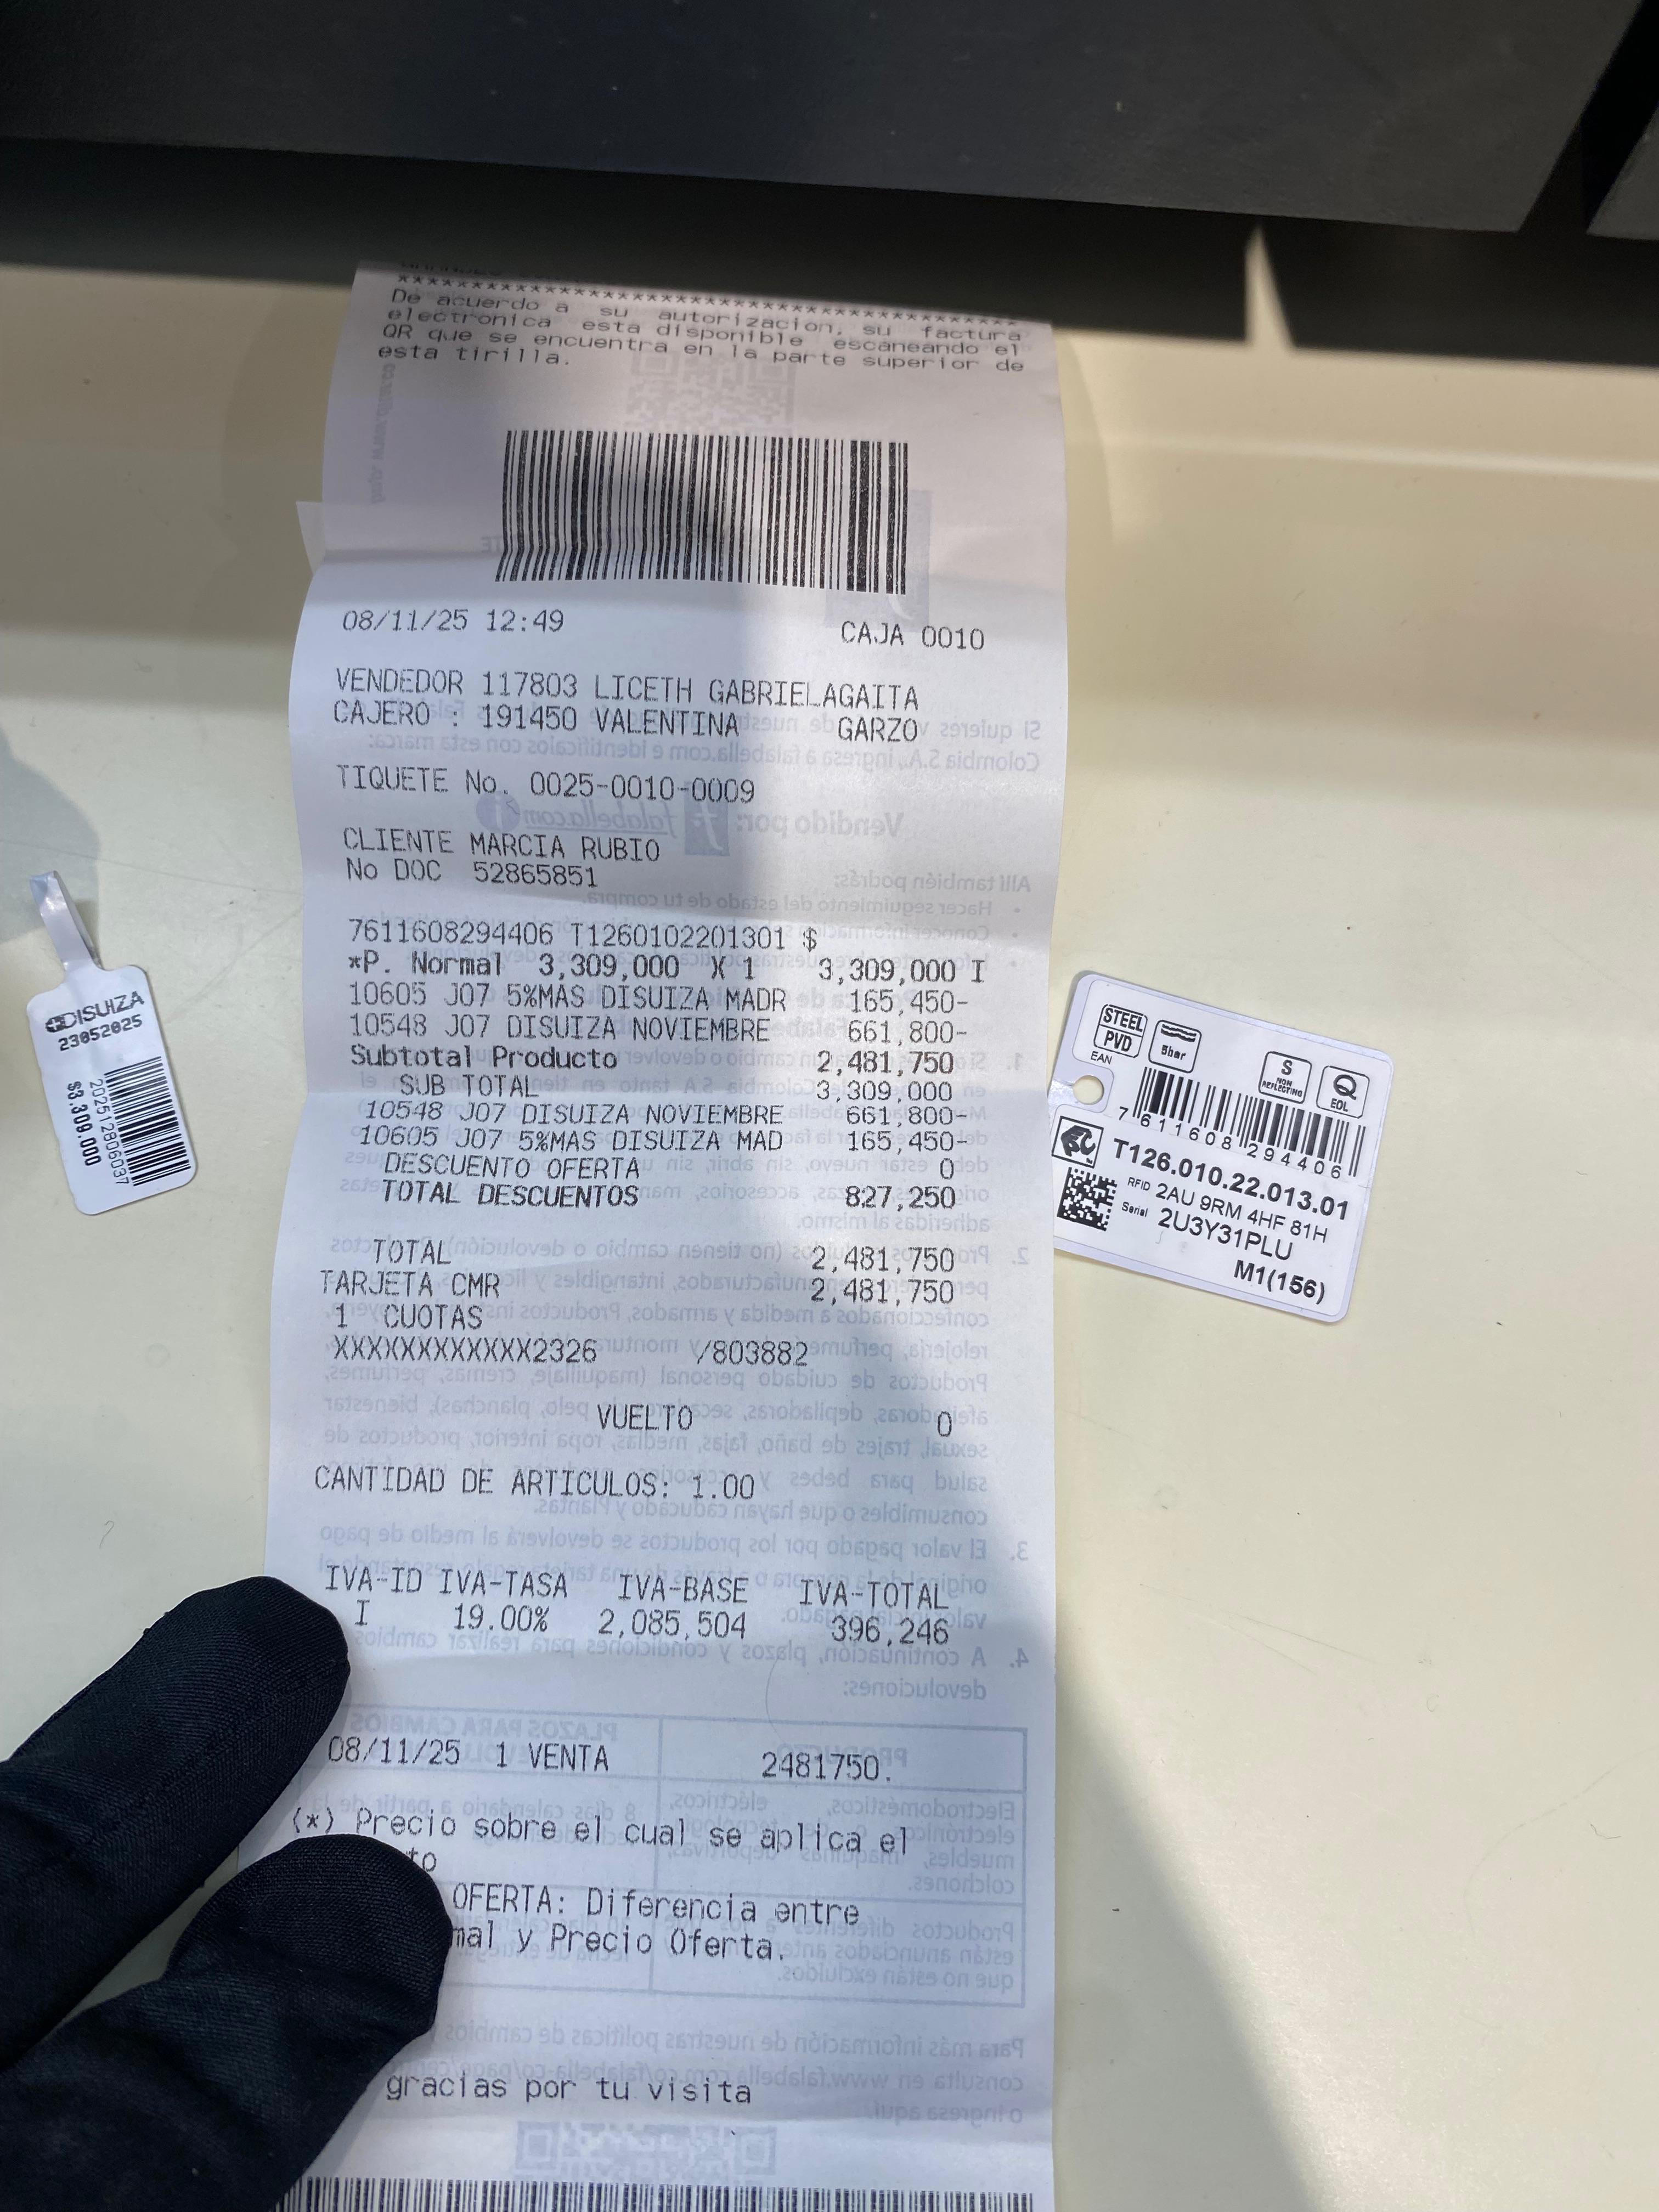 ****************************************
De acuerdo a su autorizacion, su factura
electronica esta disponible escaneando el
QR que se encuentra en la parte superior de
esta tirilla.
08/11/25 12:49 CAJA 0010
VENDEDOR 117803 LICETH GABRIELAGAITA
CAJERO : 191450 VALENTINA GARZO
TIQUETE No. 0025-0010-0009
CLIENTE MARCIA RUBIO
No DOC 52865851
7611608294406 T1260102201301 $
*P. Normal 3,309,000 X 1 3,309,000 I
10605 J07 5%MAS DISUIZA MADR 165,450-
10548 J07 DISUIZA NOVIEMBRE 661,800-
Subtotal Producto 2,481,750
SUB TOTAL 3,309,000
10548 J07 DISUIZA NOVIEMBRE 661,800-
10605 J07 5%MAS DISUIZA MAD 165,450-
DESCUENTO OFERTA 0
TOTAL DESCUENTOS 827,250
TOTAL 2,481,750
TARJETA CMR 2,481,750
1 CUOTAS
XXXXXXXXXXXX2326 /803882
VUELTO 0
CANTIDAD DE ARTICULOS: 1.00
IVA-ID IVA-TASA IVA-BASE IVA-TOTAL
I 19.00% 2,085,504 396,246
08/11/25 1 VENTA 2481750.
(*) Precio sobre el cual se aplica el
to
OFERTA: Diferencia entre
mal y Precio Oferta.
gracias por tu visita
DISUIZA
23052025
202512806037
$3.309.000
STEEL
PVD
5bar
S
NON
REFLECTING
Q
EOL
EAN
7 611608 294406
T126.010.22.013.01
RFID 2AU 9RM 4HF 81H
Serial 2U3Y31PLU
M1(156)